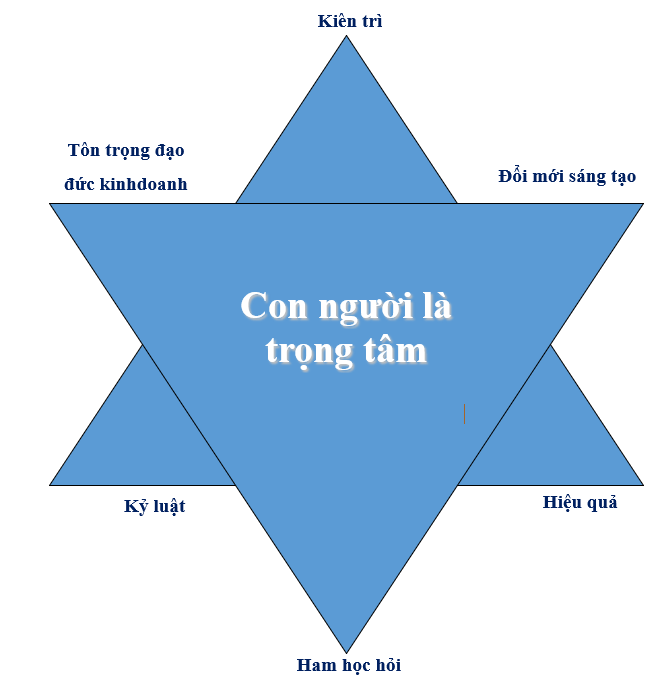 Kiên trì
Tôn trọng đạo
đức kinhdoanh
Đổi mới sáng tạo
Con người là
trọng tâm
Kỷ luật
Hiệu quả
Ham học hỏi